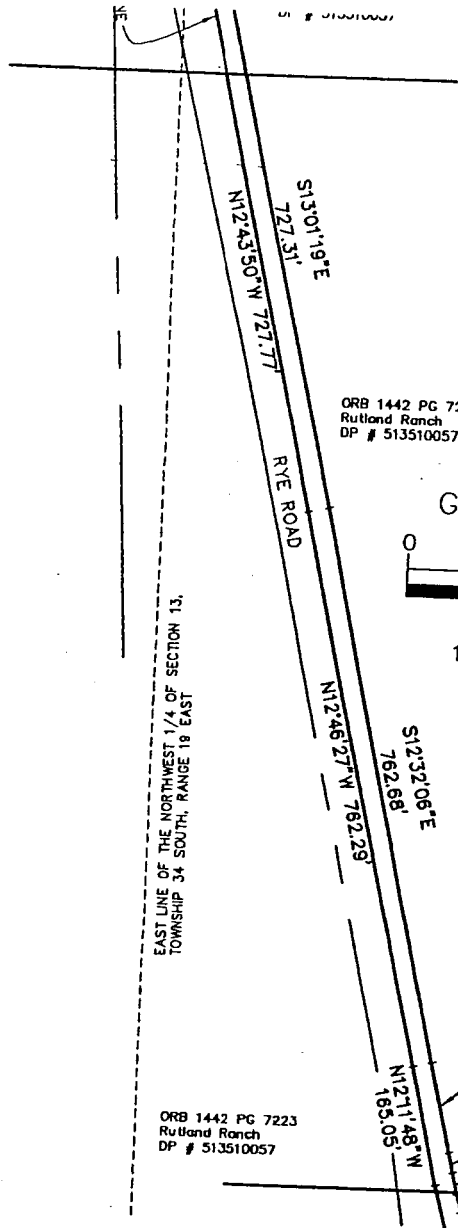 NE
S13°01'19"E
727.31'
N12°43'50"W 727.77'
ORB 1442 PG 72
Rutland Ranch
DP # 513510057
RYE ROAD
G
0
1
EAST LINE OF THE NORTHWEST 1/4 OF SECTION 13,
TOWNSHIP 34 SOUTH, RANGE 19 EAST
S12°32'06"E
762.68'
N12°46'27"W 762.29'
N12°11'48"W
165.05'
ORB 1442 PG 7223
Rutland Ranch
DP # 513510057